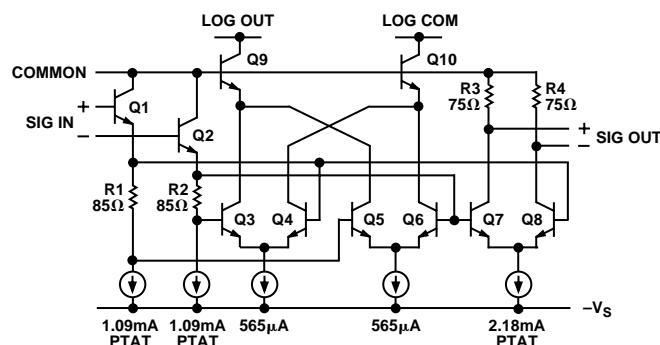 LOG OUT
LOG COM
Q9
Q10
COMMON
R3
75Ω
R4
75Ω
+
Q1
SIG IN
−
Q2
+
SIG OUT
−
R1
85Ω
R2
85Ω
Q3
Q4
Q5
Q6
Q7
Q8
−VS
1.09mA
PTAT
1.09mA
PTAT
565μA
565μA
2.18mA
PTAT